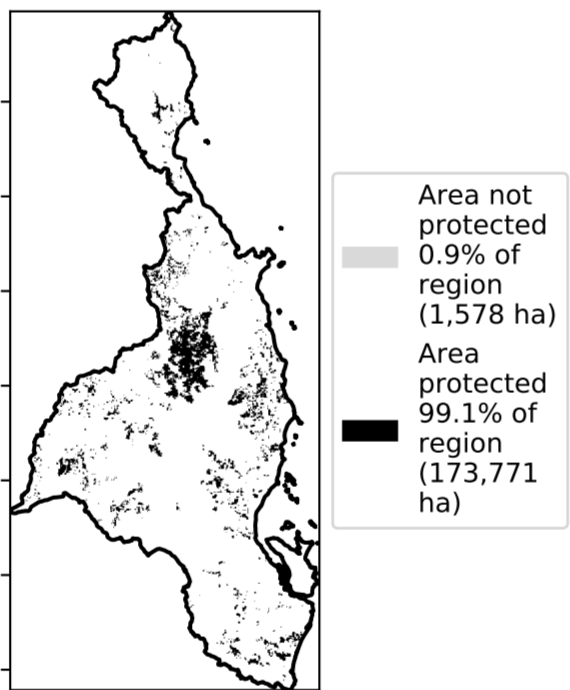 Area not
protected
0.9% of
region
(1,578 ha)
Area
protected
99.1% of
region
(173,771
ha)